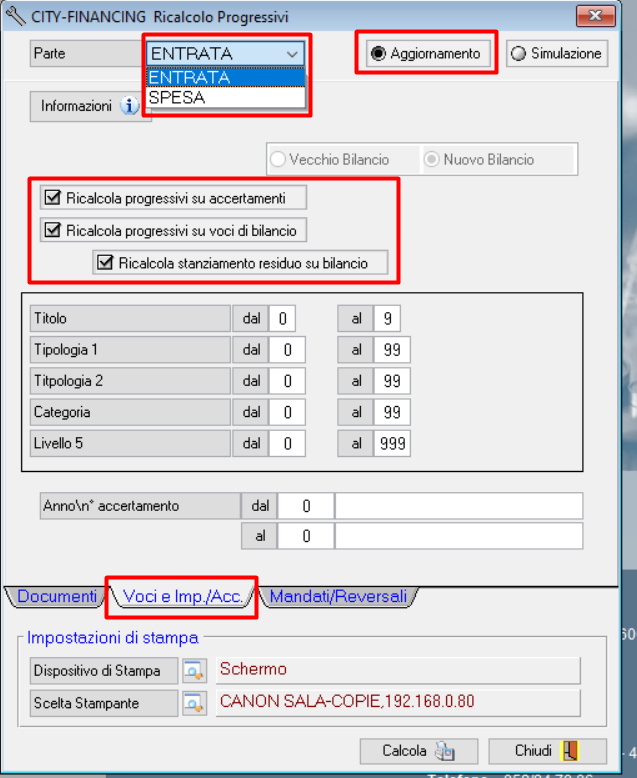 CITY-FINANCING Ricalcolo Progressivi
Parte ENTRATA Aggiornamento Simulazione
ENTRATA
SPESA
Informazioni
Vecchio Bilancio Nuovo Bilancio
Ricalcola progressivi su accertamenti
Ricalcola progressivi su voci di bilancio
Ricalcola stanziamento residuo su bilancio
Titolo dal 0 al 9
Tipologia 1 dal 0 al 99
Titpologia 2 dal 0 al 99
Categoria dal 0 al 99
Livello 5 dal 0 al 999
Anno\n° accertamento dal 0
al 0
Documenti Voci e Imp./Acc. Mandati/Reversali
Impostazioni di stampa
Dispositivo di Stampa Schermo
Scelta Stampante CANON SALA-COPIE,192.168.0.80
Calcola Chiudi